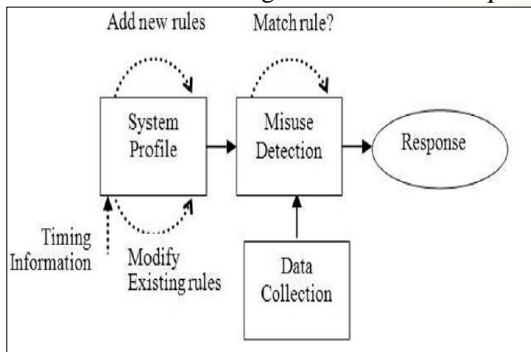 Add new rules
Match rule?
System
Profile
Misuse
Detection
Response
Timing
Information
Modify
Existing rules
Data
Collection